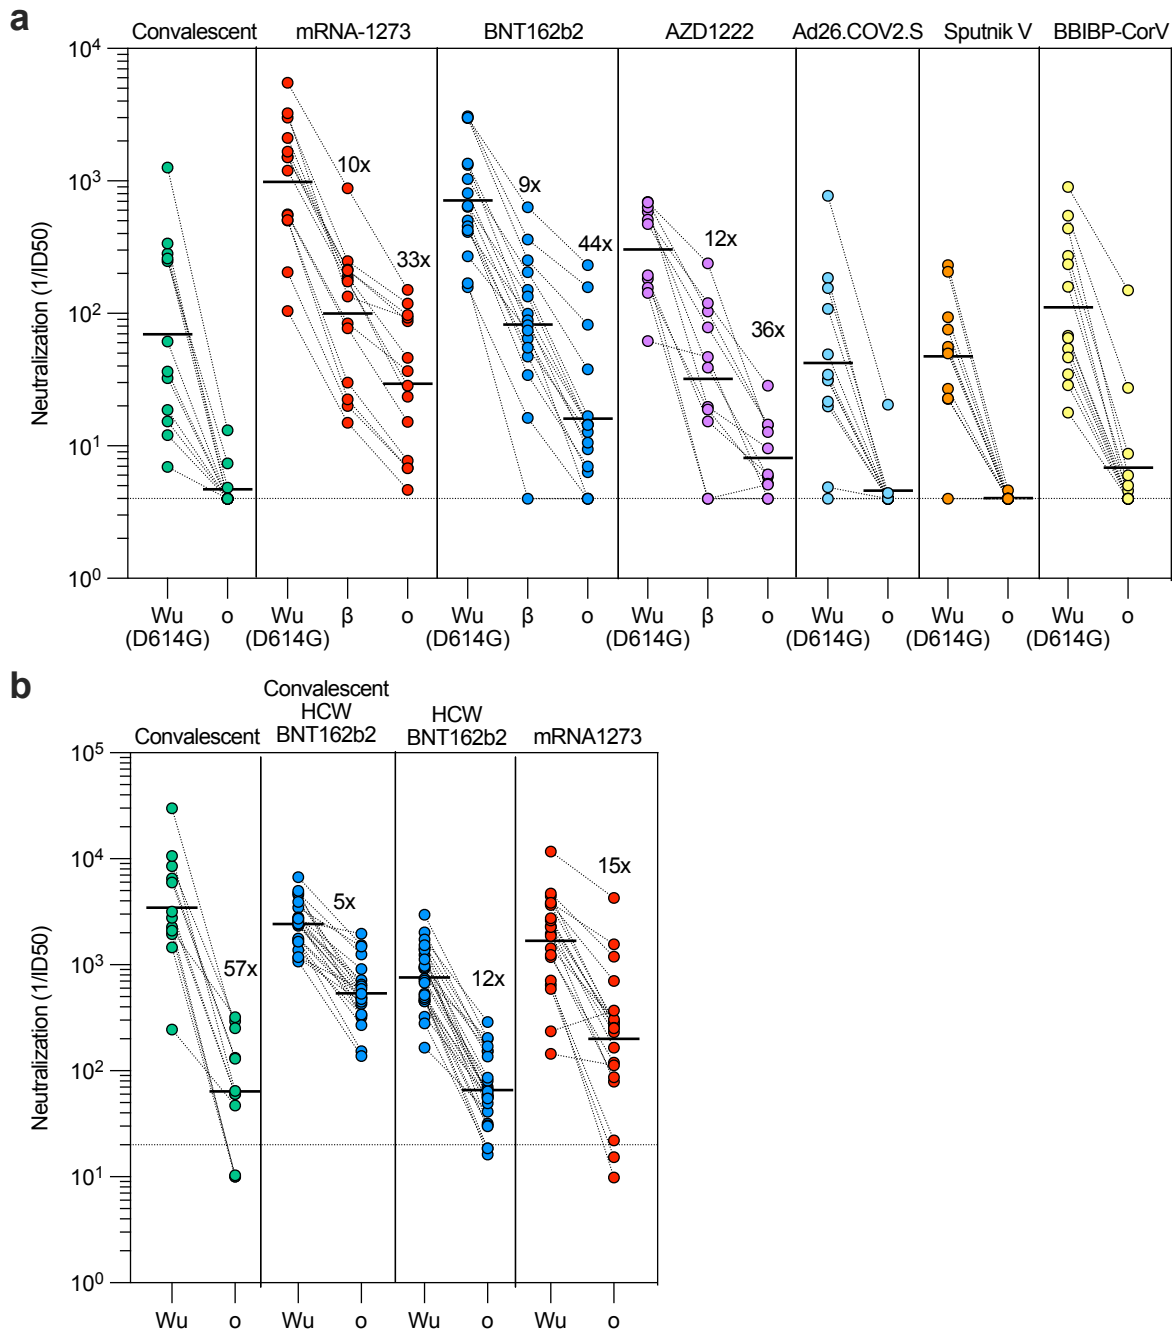 a
Convalescent mRNA-1273 BNT162b2 AZD1222 Ad26.COV2.S Sputnik V BBIBP-CorV
Neutralization (1/ID50)
10⁴
10³
10²
10¹
10⁰
10x
33x
9x
44x
12x
36x
Wu (D614G) ο
Wu (D614G) β ο
Wu (D614G) β ο
Wu (D614G) β ο
Wu (D614G) ο
Wu (D614G) ο
Wu (D614G) ο
b
Convalescent
Convalescent
HCW
BNT162b2
HCW
BNT162b2
mRNA1273
Neutralization (1/ID50)
10⁵
10⁴
10³
10²
10¹
10⁰
57x
5x
12x
15x
Wu ο Wu ο Wu ο Wu ο